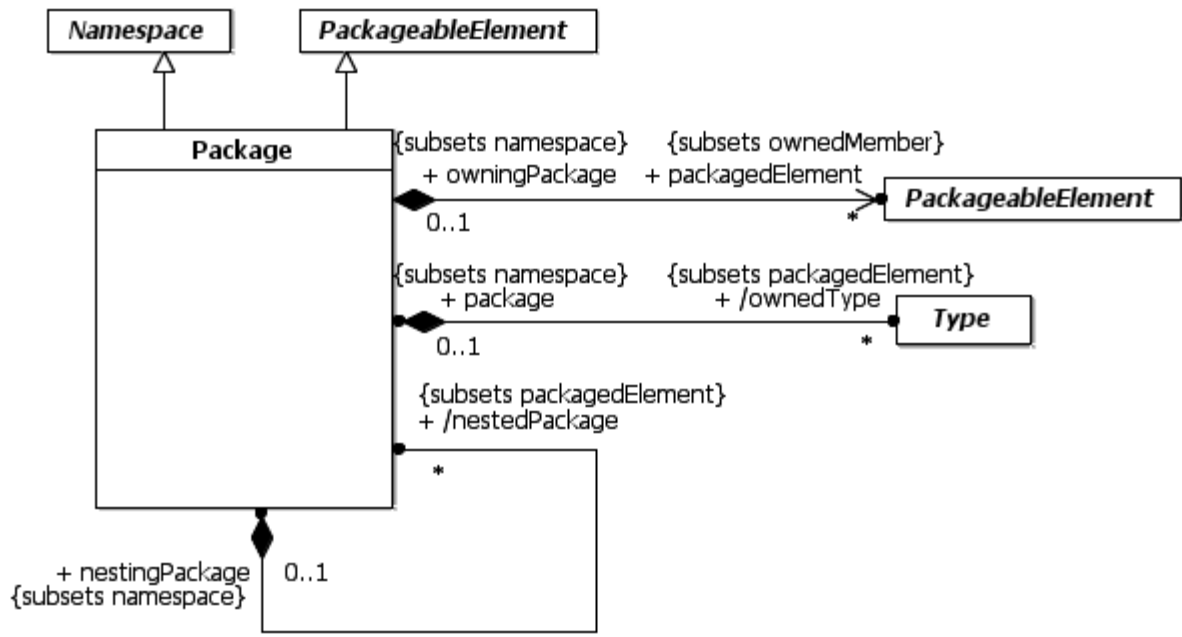 Namespace
PackageableElement
Package
{subsets namespace} {subsets ownedMember}
+ owningPackage + packagedElement
PackageableElement
0..1 *
{subsets namespace} {subsets packagedElement}
+ package + /ownedType
Type
0..1 *
{subsets packagedElement}
+ /nestedPackage
*
+ nestingPackage 0..1
{subsets namespace}